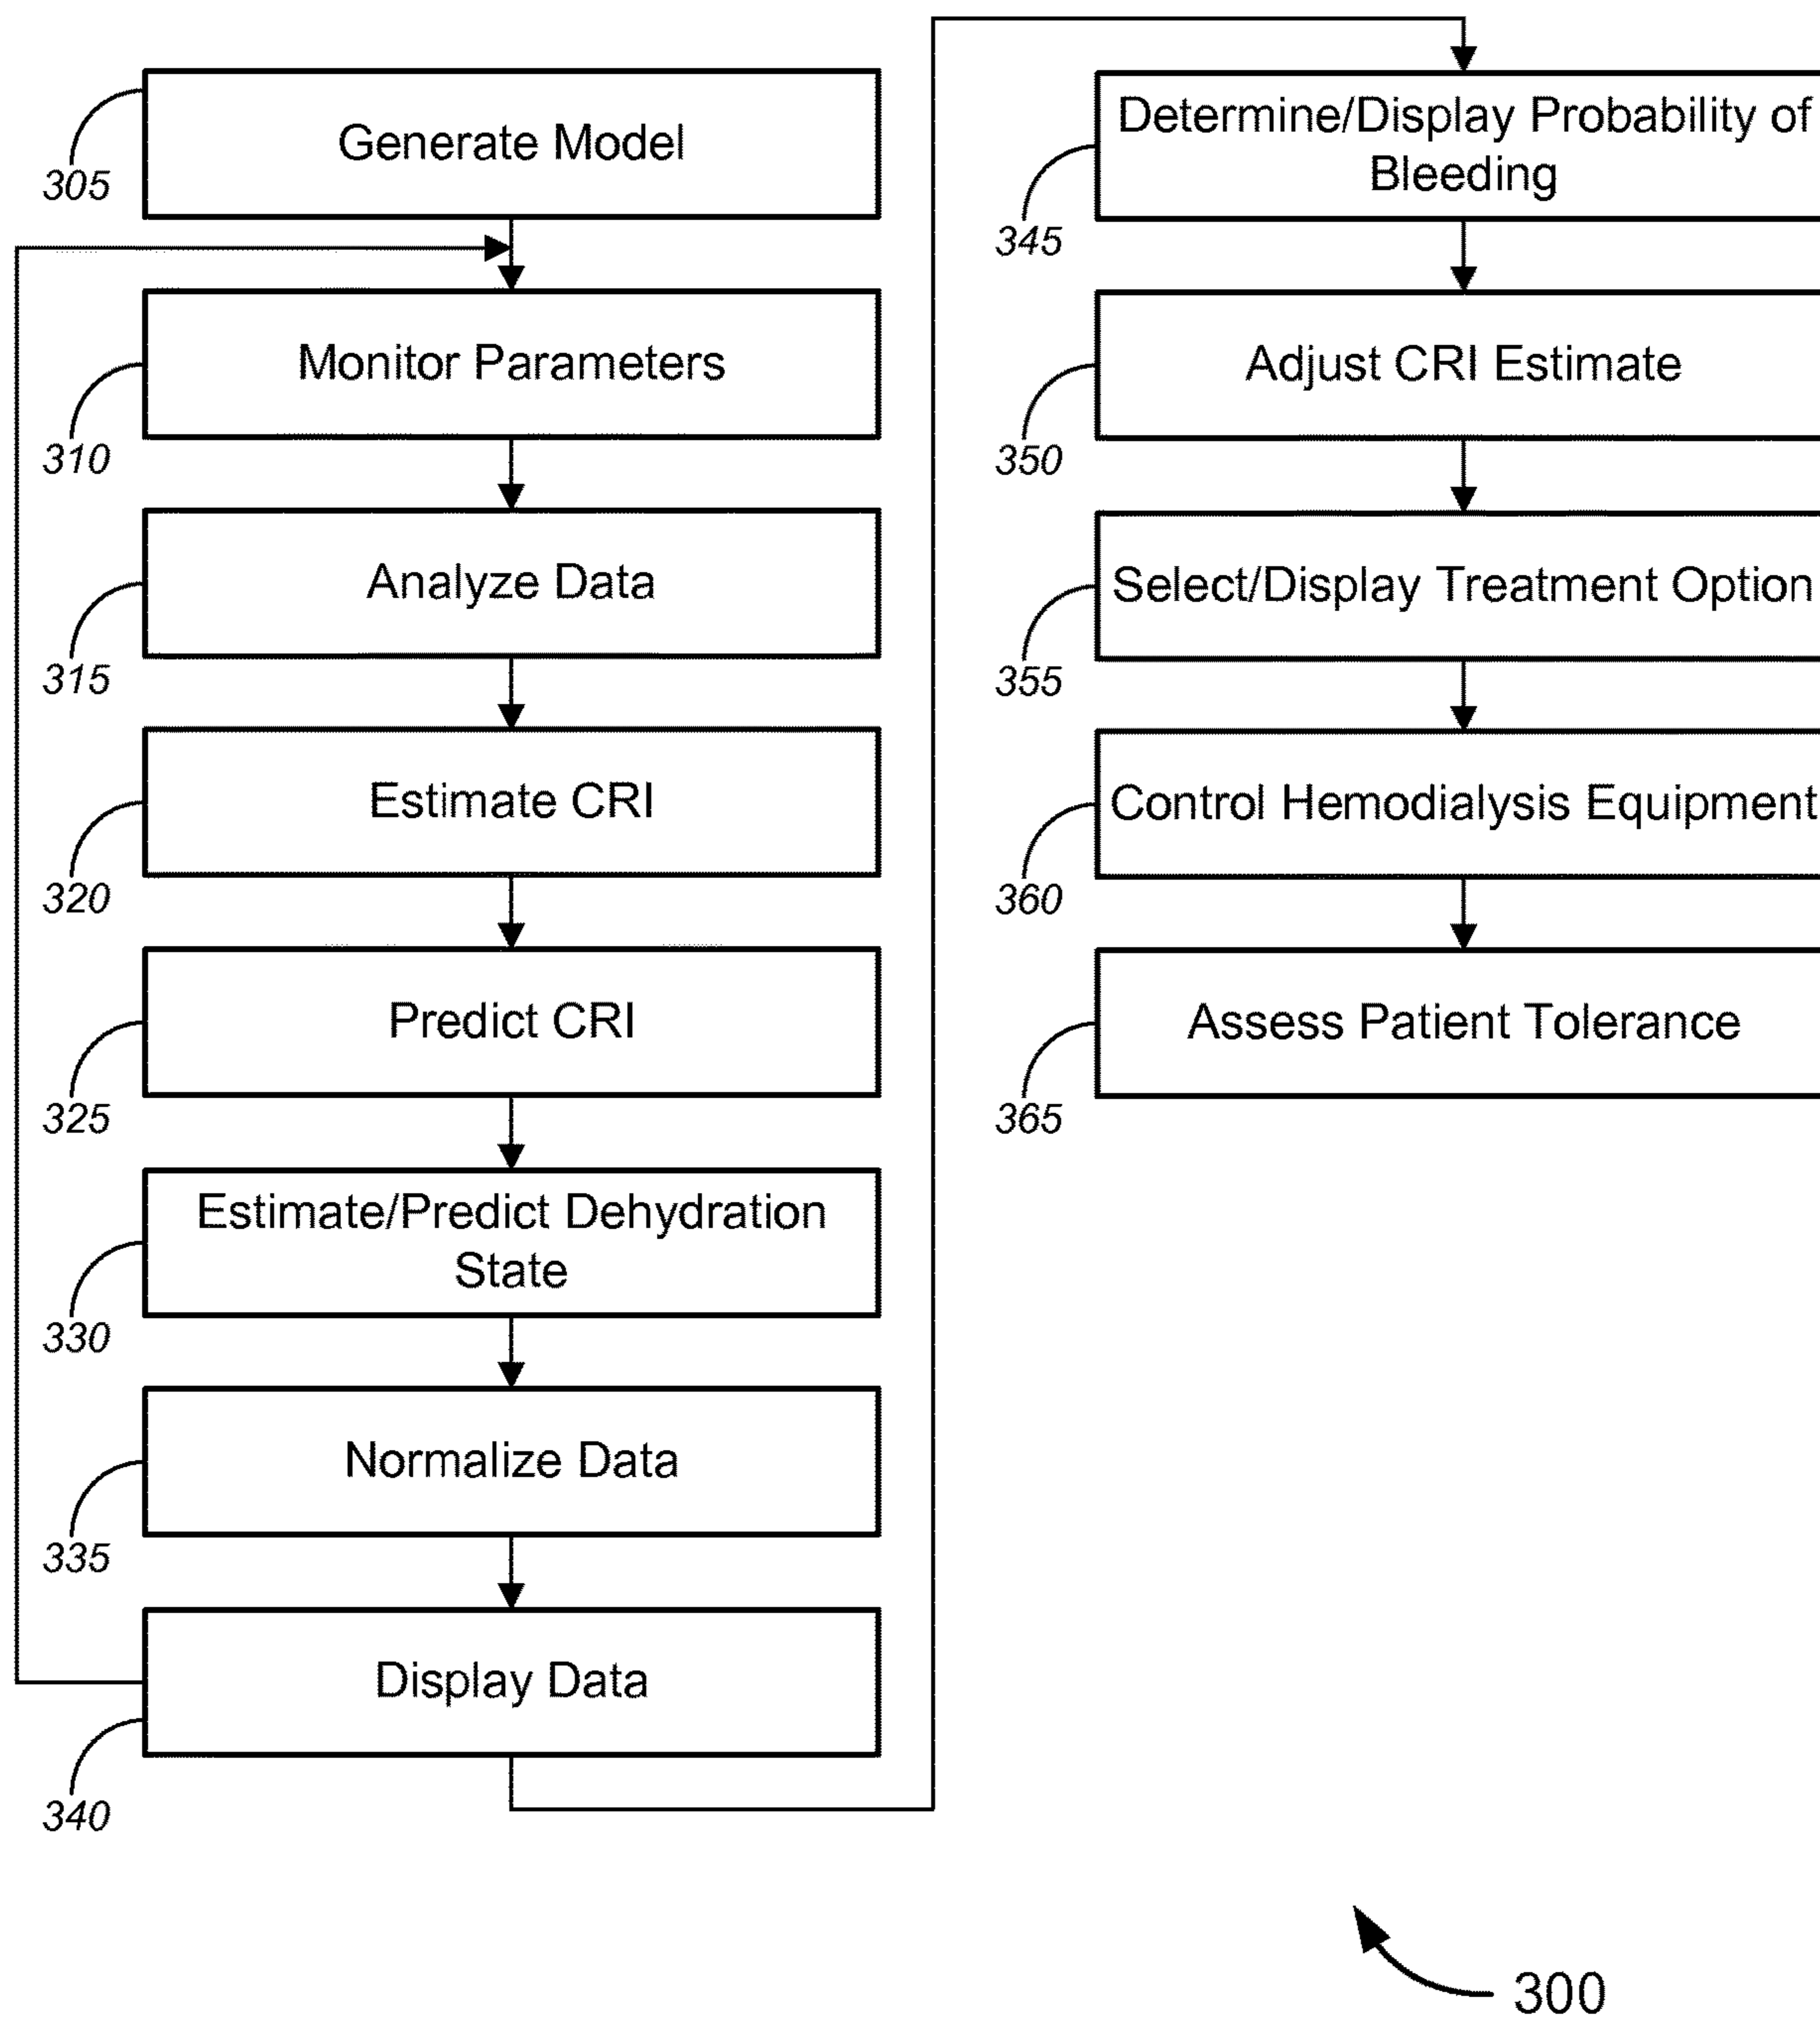 Generate Model
305
Monitor Parameters
310
Analyze Data
315
Estimate CRI
320
Predict CRI
325
Estimate/Predict Dehydration
State
330
Normalize Data
335
Display Data
340
Determine/Display Probability of
Bleeding
345
Adjust CRI Estimate
350
Select/Display Treatment Option
355
Control Hemodialysis Equipment
360
Assess Patient Tolerance
365
300